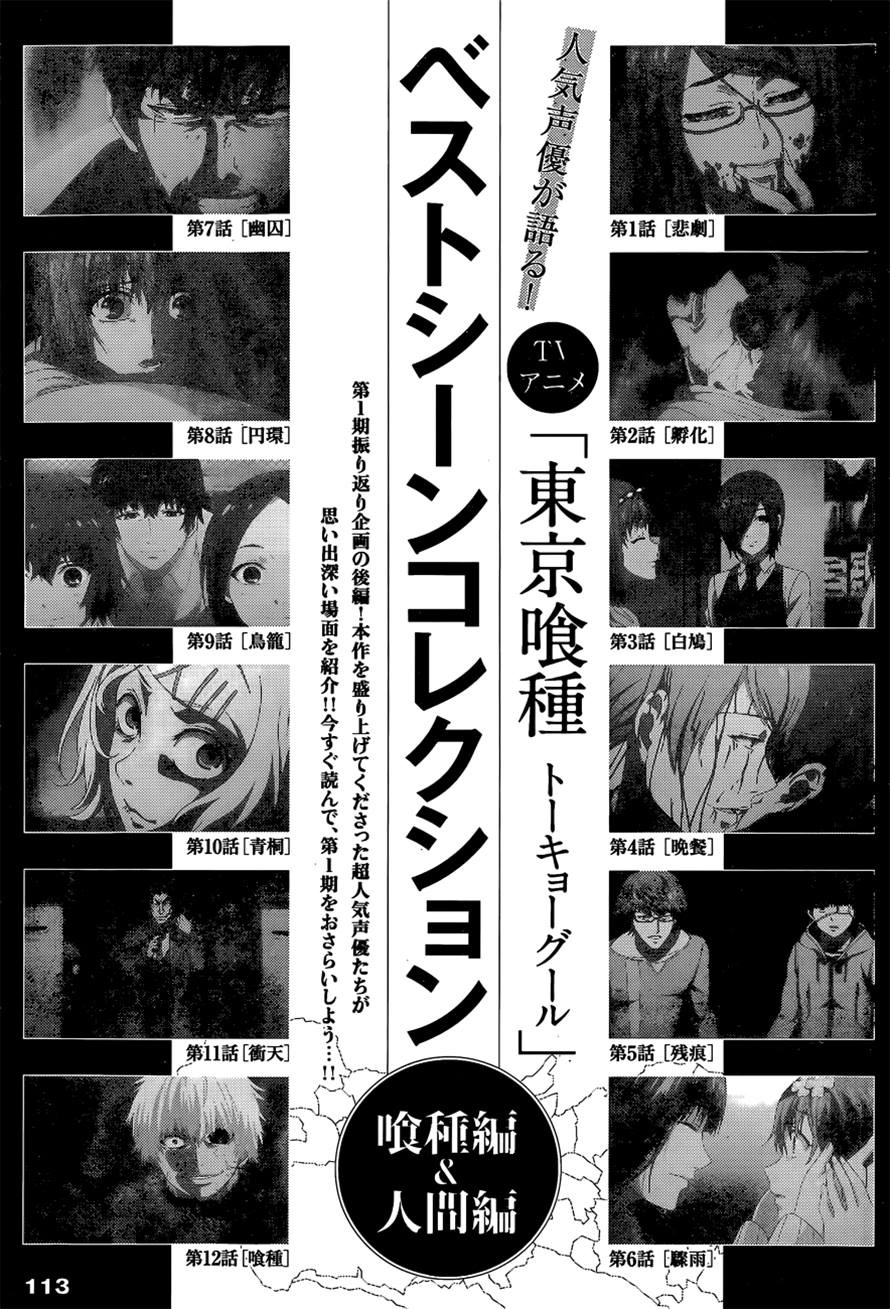 人気声優が語る!
TV
アニメ
「東京喰種 トーキョーグール」
ベストシーンコレクション
喰種編
&
人間編
第1期振り返り企画の後編!本作を盛り上げてくださった超人気声優たちが
思い出深い場面を紹介!!今すぐ読んで、第1期をおさらいしよう…!!
第1話[悲劇]
第2話[孵化]
第3話[白鳩]
第4話[晩餐]
第5話[残痕]
第6話[驟雨]
第7話[幽囚]
第8話[円環]
第9話[鳥籠]
第10話[青桐]
第11話[衝天]
第12話[喰種]
113